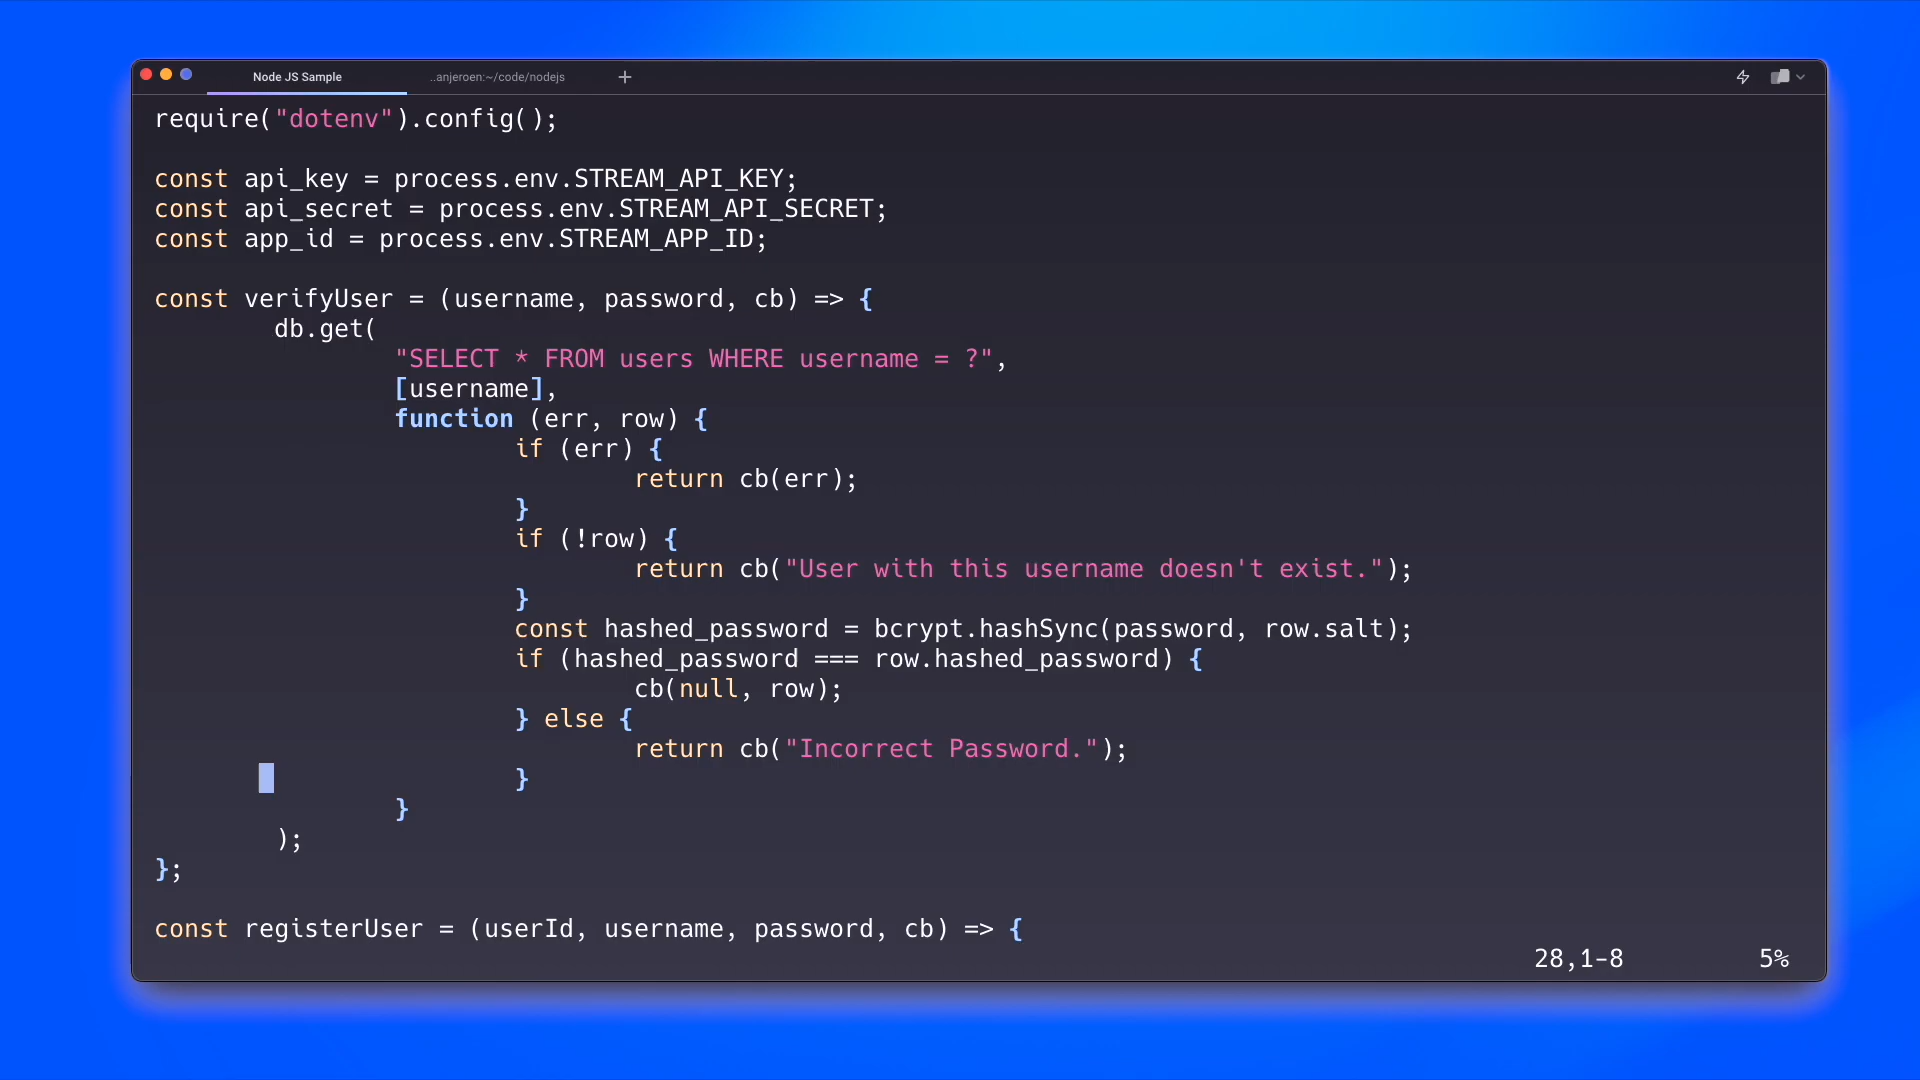 Node JS Sample
..anjeroen:~/code/nodejs
+
require("dotenv").config();
const api_key = process.env.STREAM_API_KEY;
const api_secret = process.env.STREAM_API_SECRET;
const app_id = process.env.STREAM_APP_ID;
const verifyUser = (username, password, cb) => {
db.get(
"SELECT * FROM users WHERE username = ?",
[username],
function (err, row) {
if (err) {
return cb(err);
}
if (!row) {
return cb("User with this username doesn't exist.");
}
const hashed_password = bcrypt.hashSync(password, row.salt);
if (hashed_password === row.hashed_password) {
cb(null, row);
} else {
return cb("Incorrect Password.");
}
}
);
};
const registerUser = (userId, username, password, cb) => {
28,1-8 5%